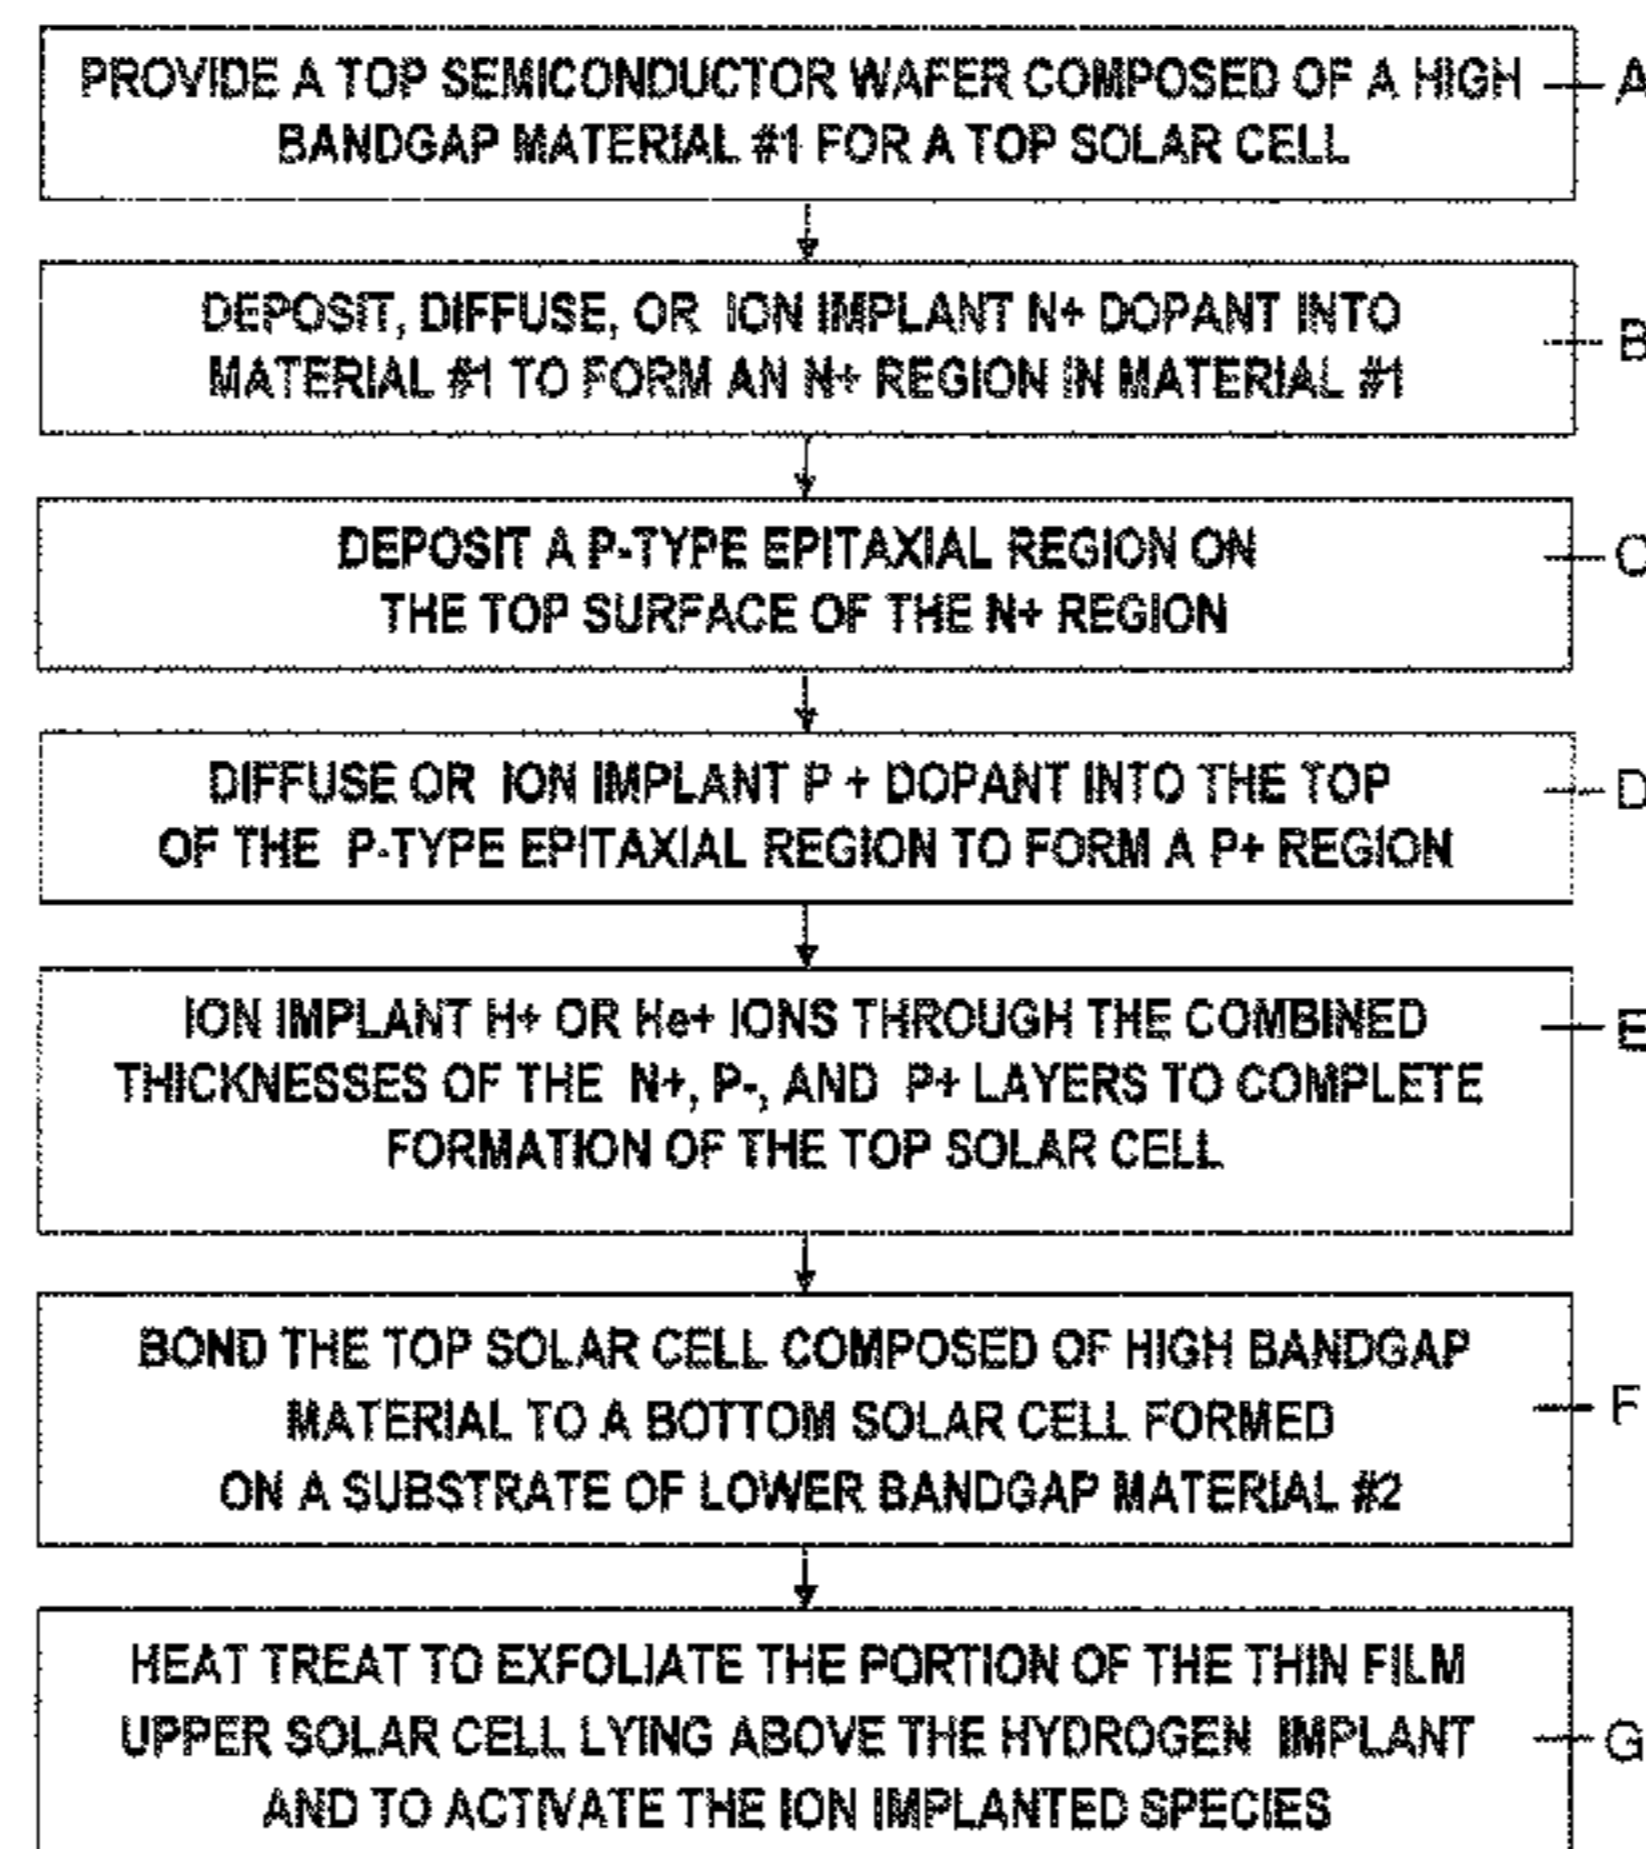 PROVIDE A TOP SEMICONDUCTOR WAFER COMPOSED OF A HIGH
BANDGAP MATERIAL #1 FOR A TOP SOLAR CELL
A
DEPOSIT, DIFFUSE, OR ION IMPLANT N+ DOPANT INTO
MATERIAL #1 TO FORM AN N+ REGION IN MATERIAL #1
B
DEPOSIT A P-TYPE EPITAXIAL REGION ON
THE TOP SURFACE OF THE N+ REGION
C
DIFFUSE OR ION IMPLANT P + DOPANT INTO THE TOP
OF THE P-TYPE EPITAXIAL REGION TO FORM A P+ REGION
D
ION IMPLANT H+ OR He+ IONS THROUGH THE COMBINED
THICKNESSES OF THE N+, P-, AND P+ LAYERS TO COMPLETE
FORMATION OF THE TOP SOLAR CELL
E
BOND THE TOP SOLAR CELL COMPOSED OF HIGH BANDGAP
MATERIAL TO A BOTTOM SOLAR CELL FORMED
ON A SUBSTRATE OF LOWER BANDGAP MATERIAL #2
F
HEAT TREAT TO EXFOLIATE THE PORTION OF THE THIN FILM
UPPER SOLAR CELL LYING ABOVE THE HYDROGEN IMPLANT
AND TO ACTIVATE THE ION IMPLANTED SPECIES
G